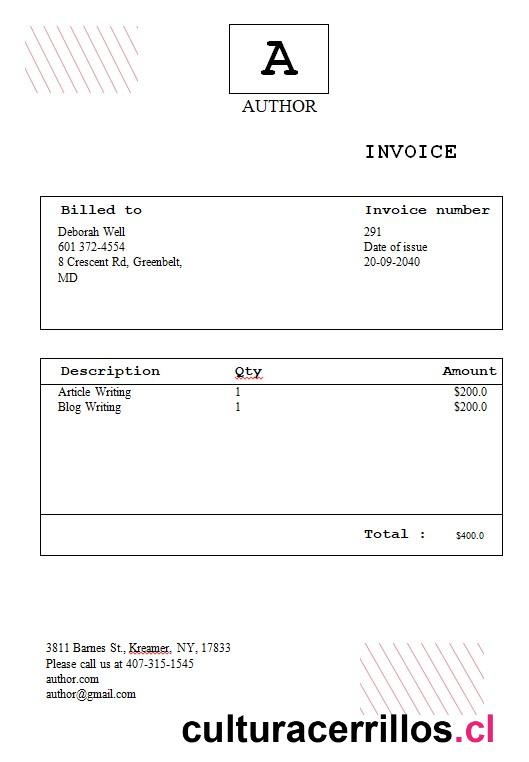 A
AUTHOR
INVOICE
Billed to
Invoice number
Deborah Well
291
601 372-4554
Date of issue
8 Crescent Rd, Greenbelt,
20-09-2040
MD
Description Qty Amount
Article Writing 1 $200.0
Blog Writing 1 $200.0
Total : $400.0
3811 Barnes St., Kreamer, NY, 17833
Please call us at 407-315-1545
author.com
author@gmail.com
culturacerrillos.cl